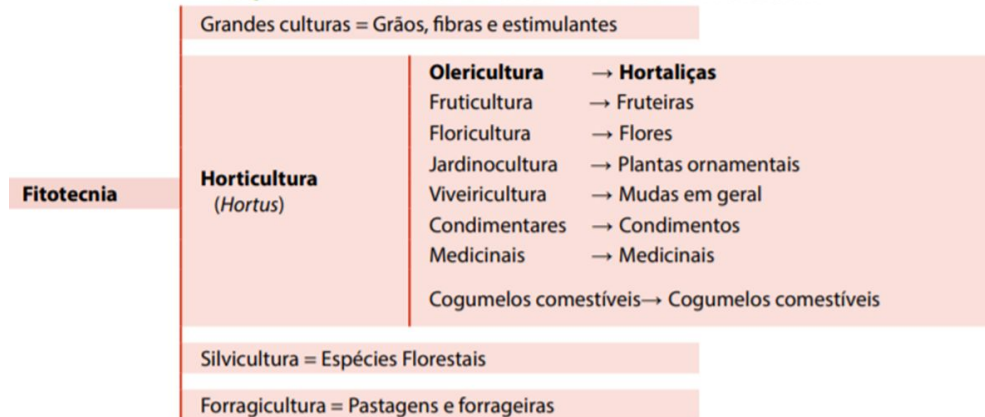 Grandes culturas = Grãos, fibras e estimulantes
Fitotecnia
Horticultura
(Hortus)
Olericultura → Hortaliças
Fruticultura → Fruteiras
Floricultura → Flores
Jardinocultura → Plantas ornamentais
Viveiricultura → Mudas em geral
Condimentares → Condimentos
Medicinais → Medicinais
Cogumelos comestíveis→ Cogumelos comestíveis
Silvicultura = Espécies Florestais
Forragicultura = Pastagens e forrageiras